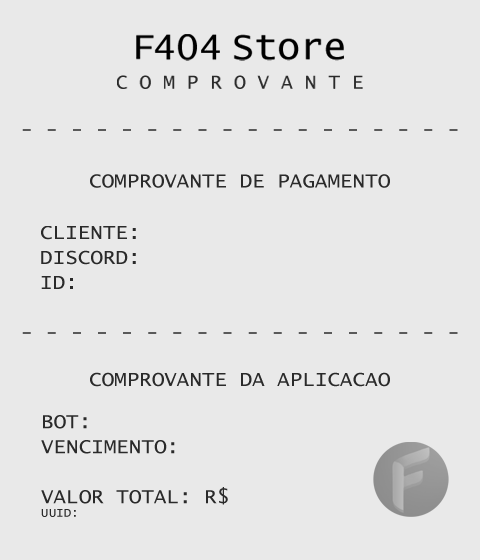 F404 Store
COMPROVANTE
COMPROVANTE DE PAGAMENTO
CLIENTE:
DISCORD:
ID:
COMPROVANTE DA APLICACAO
BOT:
VENCIMENTO:
VALOR TOTAL: R$
UUID:
F